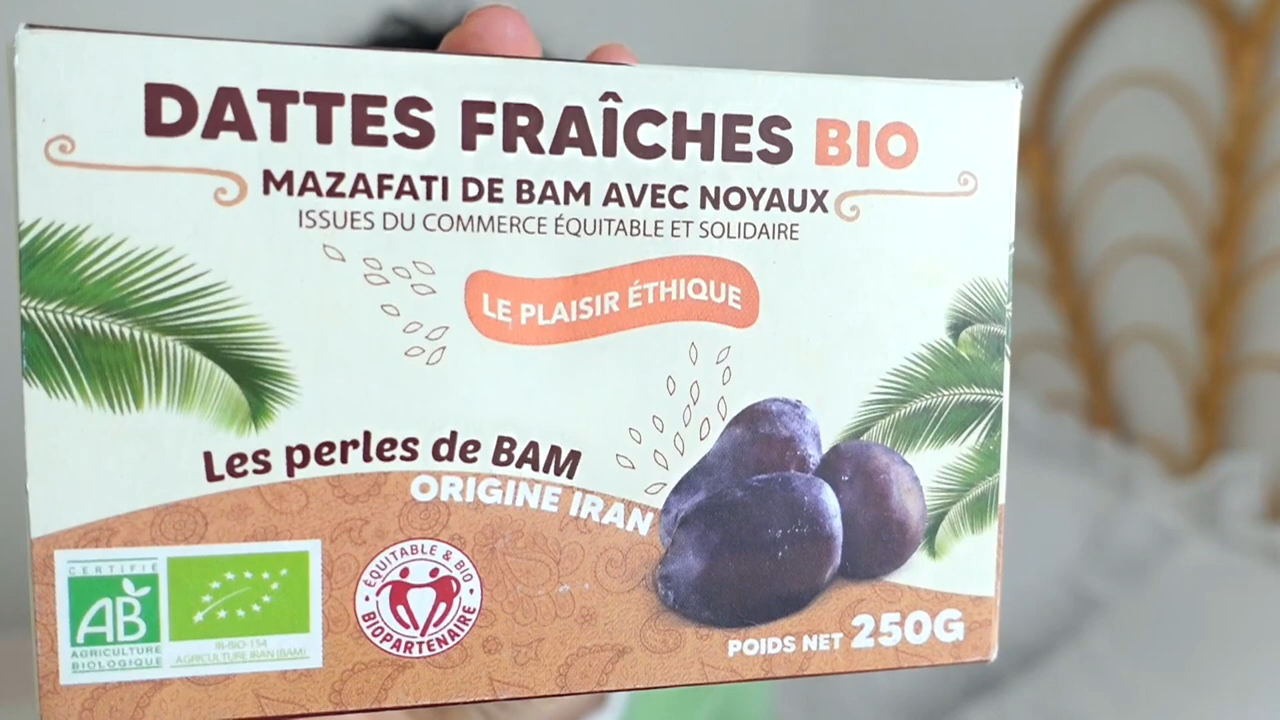 DATTES FRAÎCHES BIO
MAZAFATI DE BAM AVEC NOYAUX
ISSUES DU COMMERCE ÉQUITABLE ET SOLIDAIRE
LE PLAISIR ÉTHIQUE
Les perles de BAM
ORIGINE IRAN
CERTIFIÉ
AB
AGRICULTURE
BIOLOGIQUE
IR-BIO-154
AGRICULTURE IRAN (BAM)
ÉQUITABLE & BIO
BIOPARTENAIRE
POIDS NET 250G